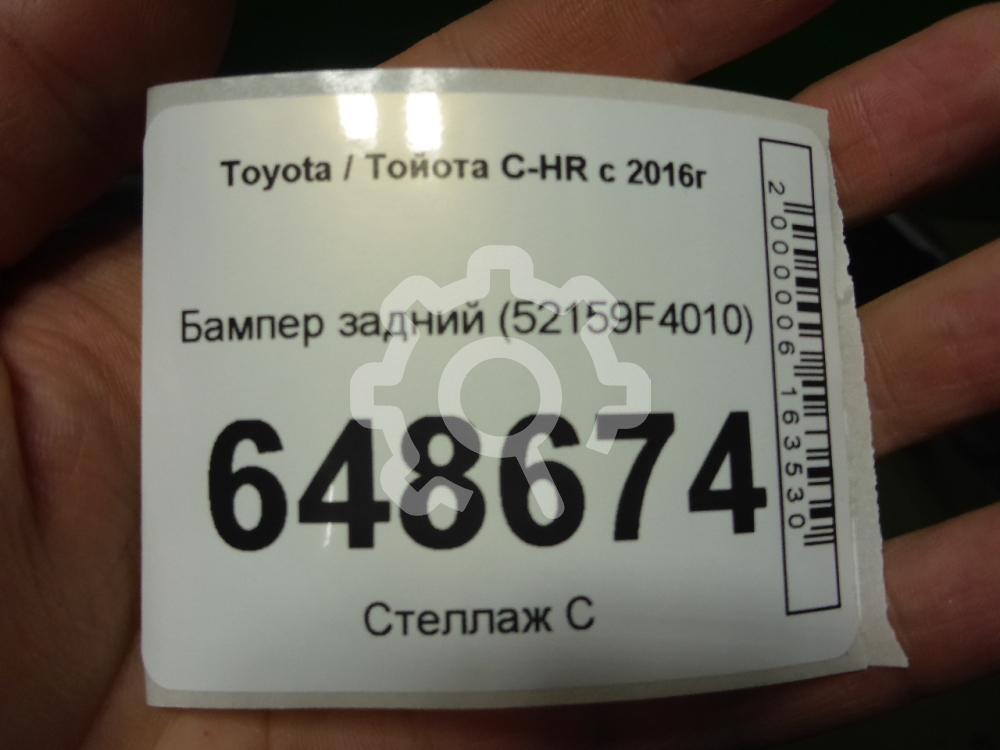 Toyota / Тойота C-HR с 2016г
Бампер задний (52159F4010)
648674
Стеллаж С
2000006163530